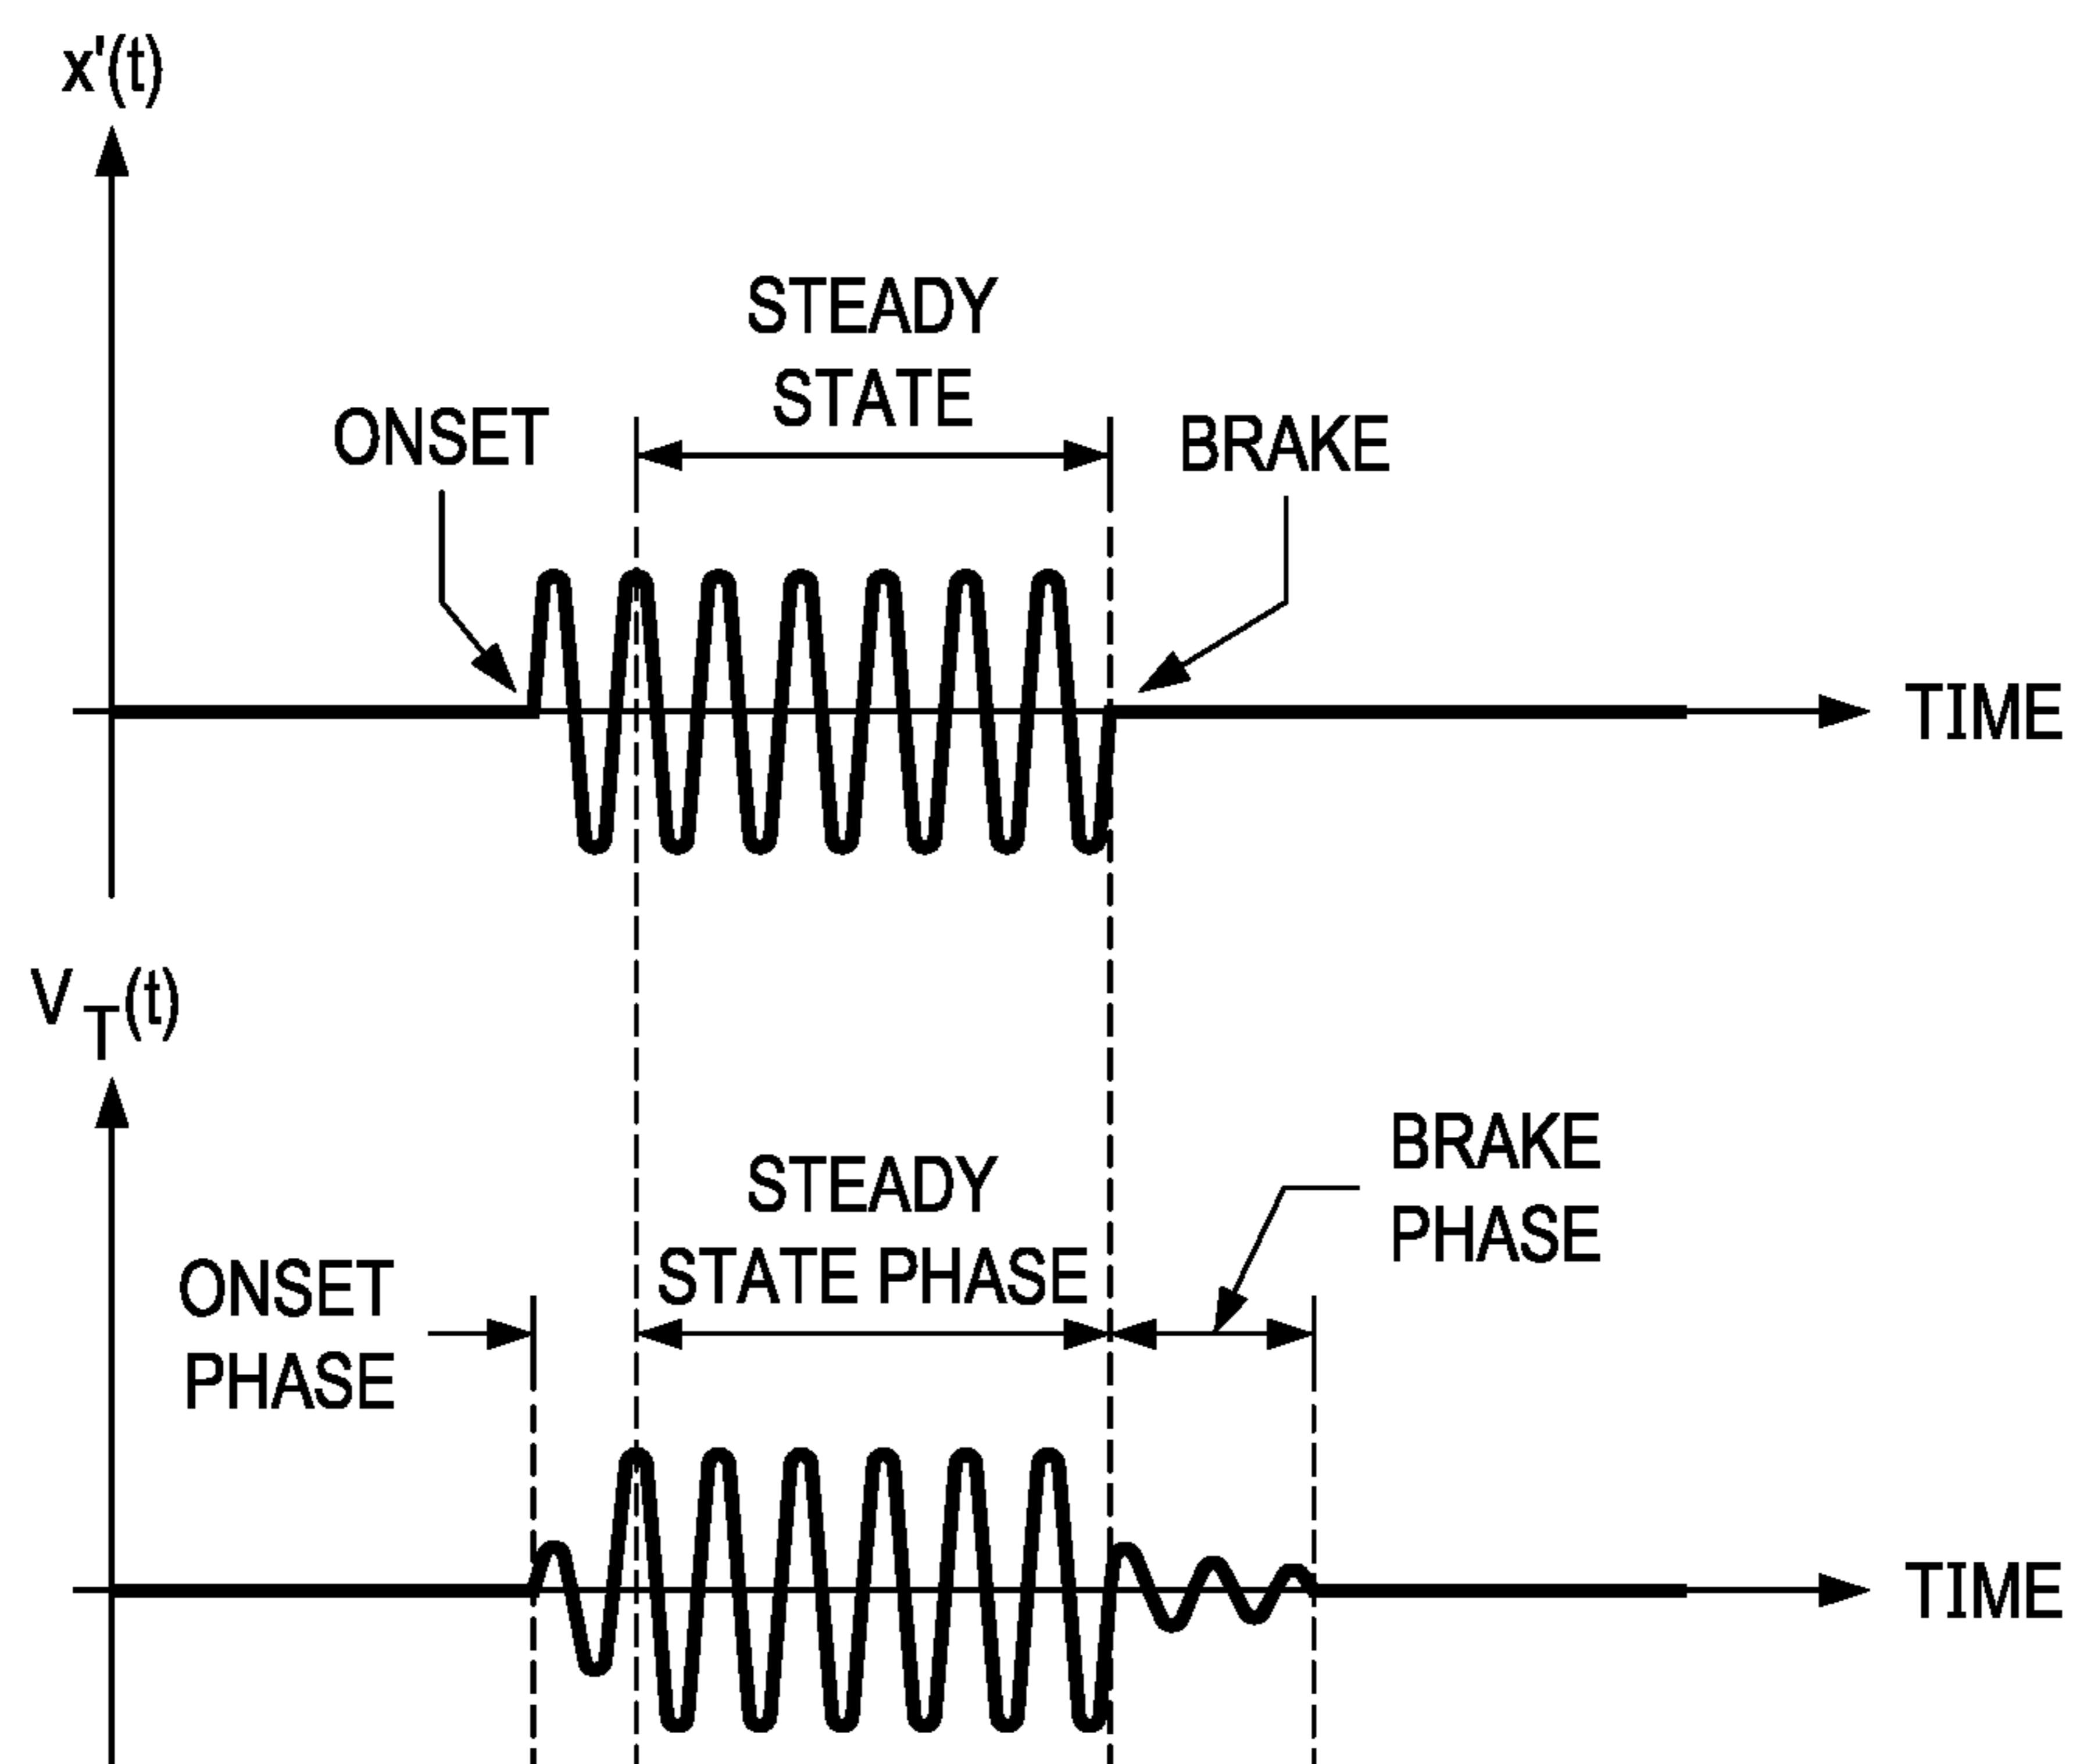 x'(t)
STEADY
STATE
ONSET
BRAKE
TIME
V T(t)
BRAKE
PHASE
STEADY
STATE PHASE
ONSET
PHASE
TIME